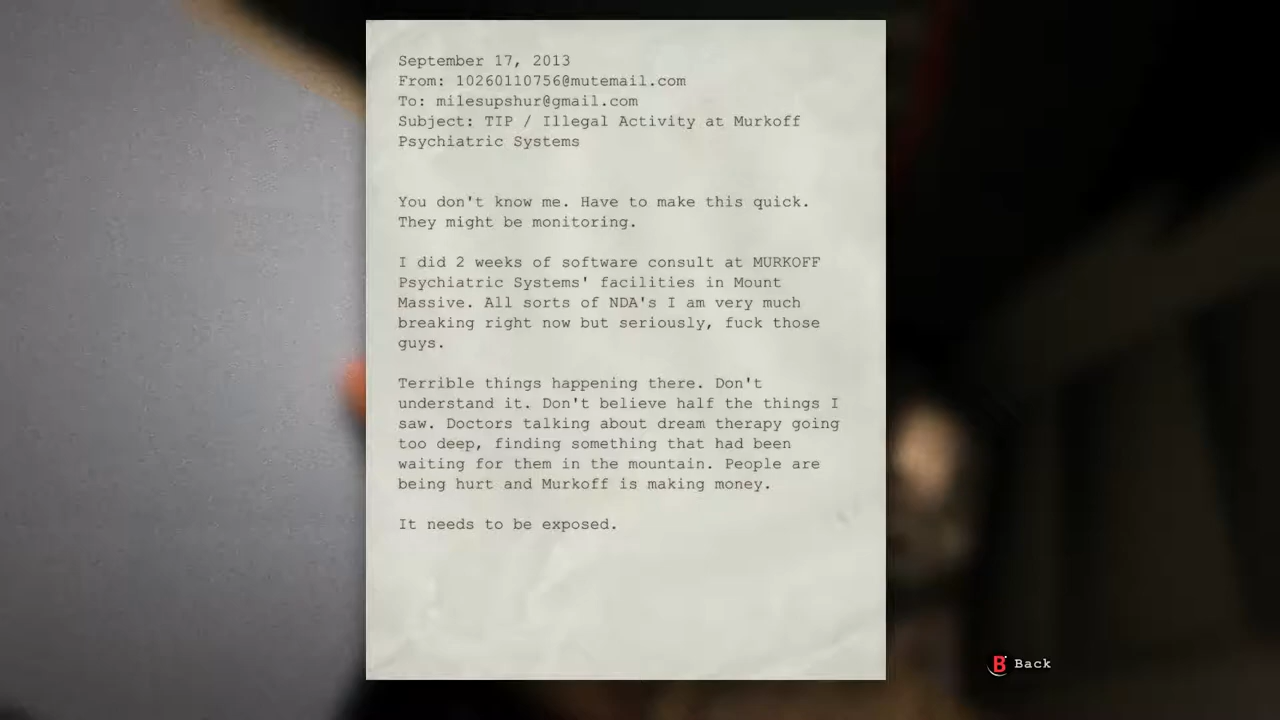 September 17, 2013
From: 10260110756@mutemail.com
To: milesupshur@gmail.com
Subject: TIP / Illegal Activity at Murkoff
Psychiatric Systems
You don't know me. Have to make this quick.
They might be monitoring.
I did 2 weeks of software consult at MURKOFF
Psychiatric Systems' facilities in Mount
Massive. All sorts of NDA's I am very much
breaking right now but seriously, fuck those
guys.
Terrible things happening there. Don't
understand it. Don't believe half the things I
saw. Doctors talking about dream therapy going
too deep, finding something that had been
waiting for them in the mountain. People are
being hurt and Murkoff is making money.
It needs to be exposed.
B Back